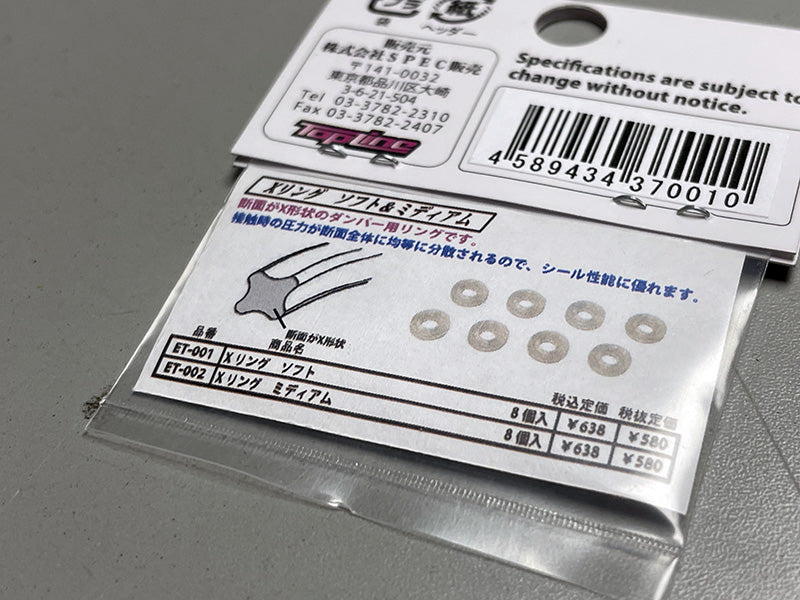 プラ
紙
袋
ヘッダー
販売元
株式会社SPEC販売
〒141-0032
東京都品川区大崎
3-6-21-504
Tel 03-3782-2310
Fax 03-3782-2407
TopLine
Specifications are subject to
change without notice.
4 589434 370010
Xリング ソフト&ミディアム
断面がX形状のダンパー用リングです。
接触時の圧力が断面全体に均等に分散されるので、シール性能に優れます。
断面がX形状
品番 商品名 税込定価 税抜定価
ET-001 Xリング ソフト 8個入 ¥638 ¥580
ET-002 Xリング ミディアム 8個入 ¥638 ¥580